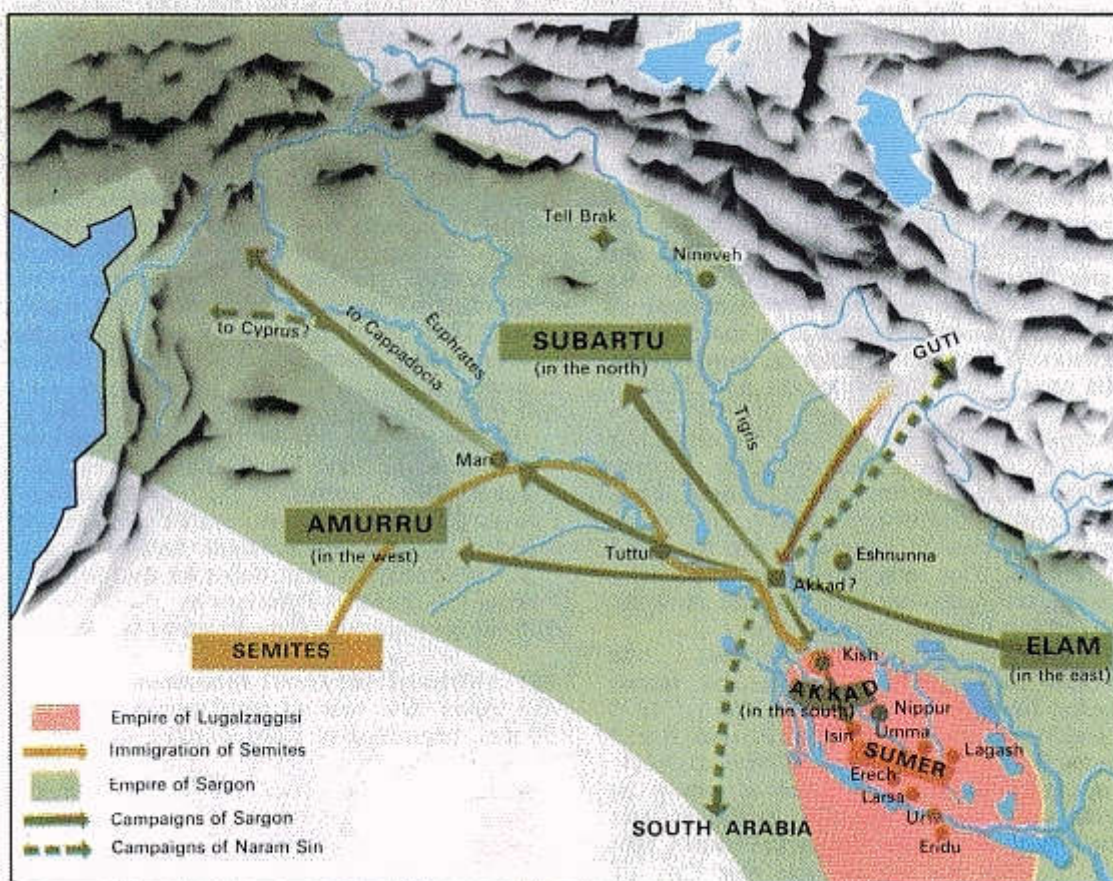 Tell Brak
Nineveh
to Cyprus?
to Cappadocia
Euphrates
SUBARTU
(in the north)
GUTI
Tigris
Mari
AMURRU
(in the west)
Tuttul
Eshnunna
Akkad?
SEMITES
ELAM
(in the east)
Kish
AKKAD
(in the south)
Nippur
Isin
Umma
SUMER
Lagash
Erech
Larsa
Ur
Eridu
SOUTH ARABIA
Empire of Lugalzaggisi
Immigration of Semites
Empire of Sargon
Campaigns of Sargon
Campaigns of Naram Sin